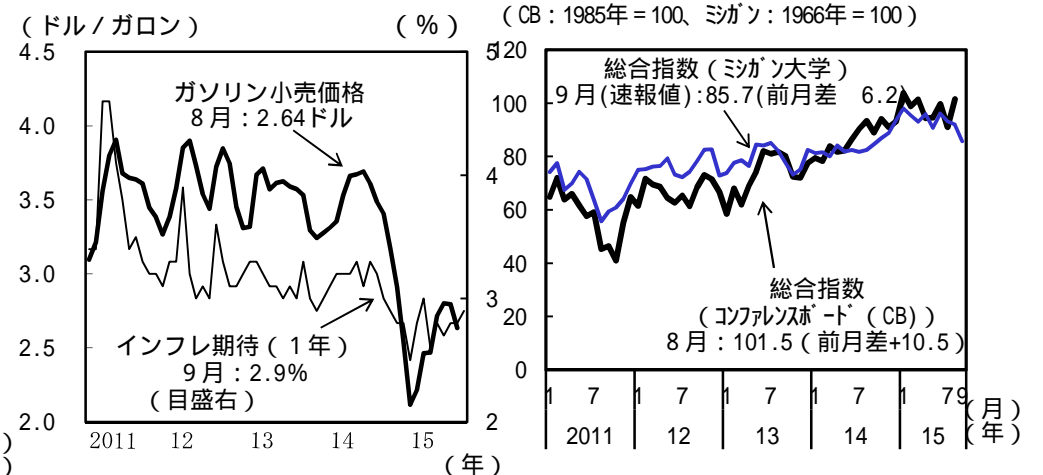 (ドル/ガロン)
(%)
4.5
4.0
3.5
3.0
2.5
2.0
5
4
3
2
ガソリン小売価格
8月:2.64ドル
インフレ期待(1年)
9月:2.9%
(目盛右)
2011 12 13 14 15
(年)
)
)
(CB:1985年=100、ミシガン:1966年=100)
120
100
80
60
40
20
0
総合指数(ミシガン大学)
9月(速報値):85.7(前月差 6.2)
総合指数
(コンファレンスボード(CB))
8月:101.5(前月差+10.5)
1 7 1 7 1 7 1 7 1 7 9
(月)
2011 12 13 14 15
(年)